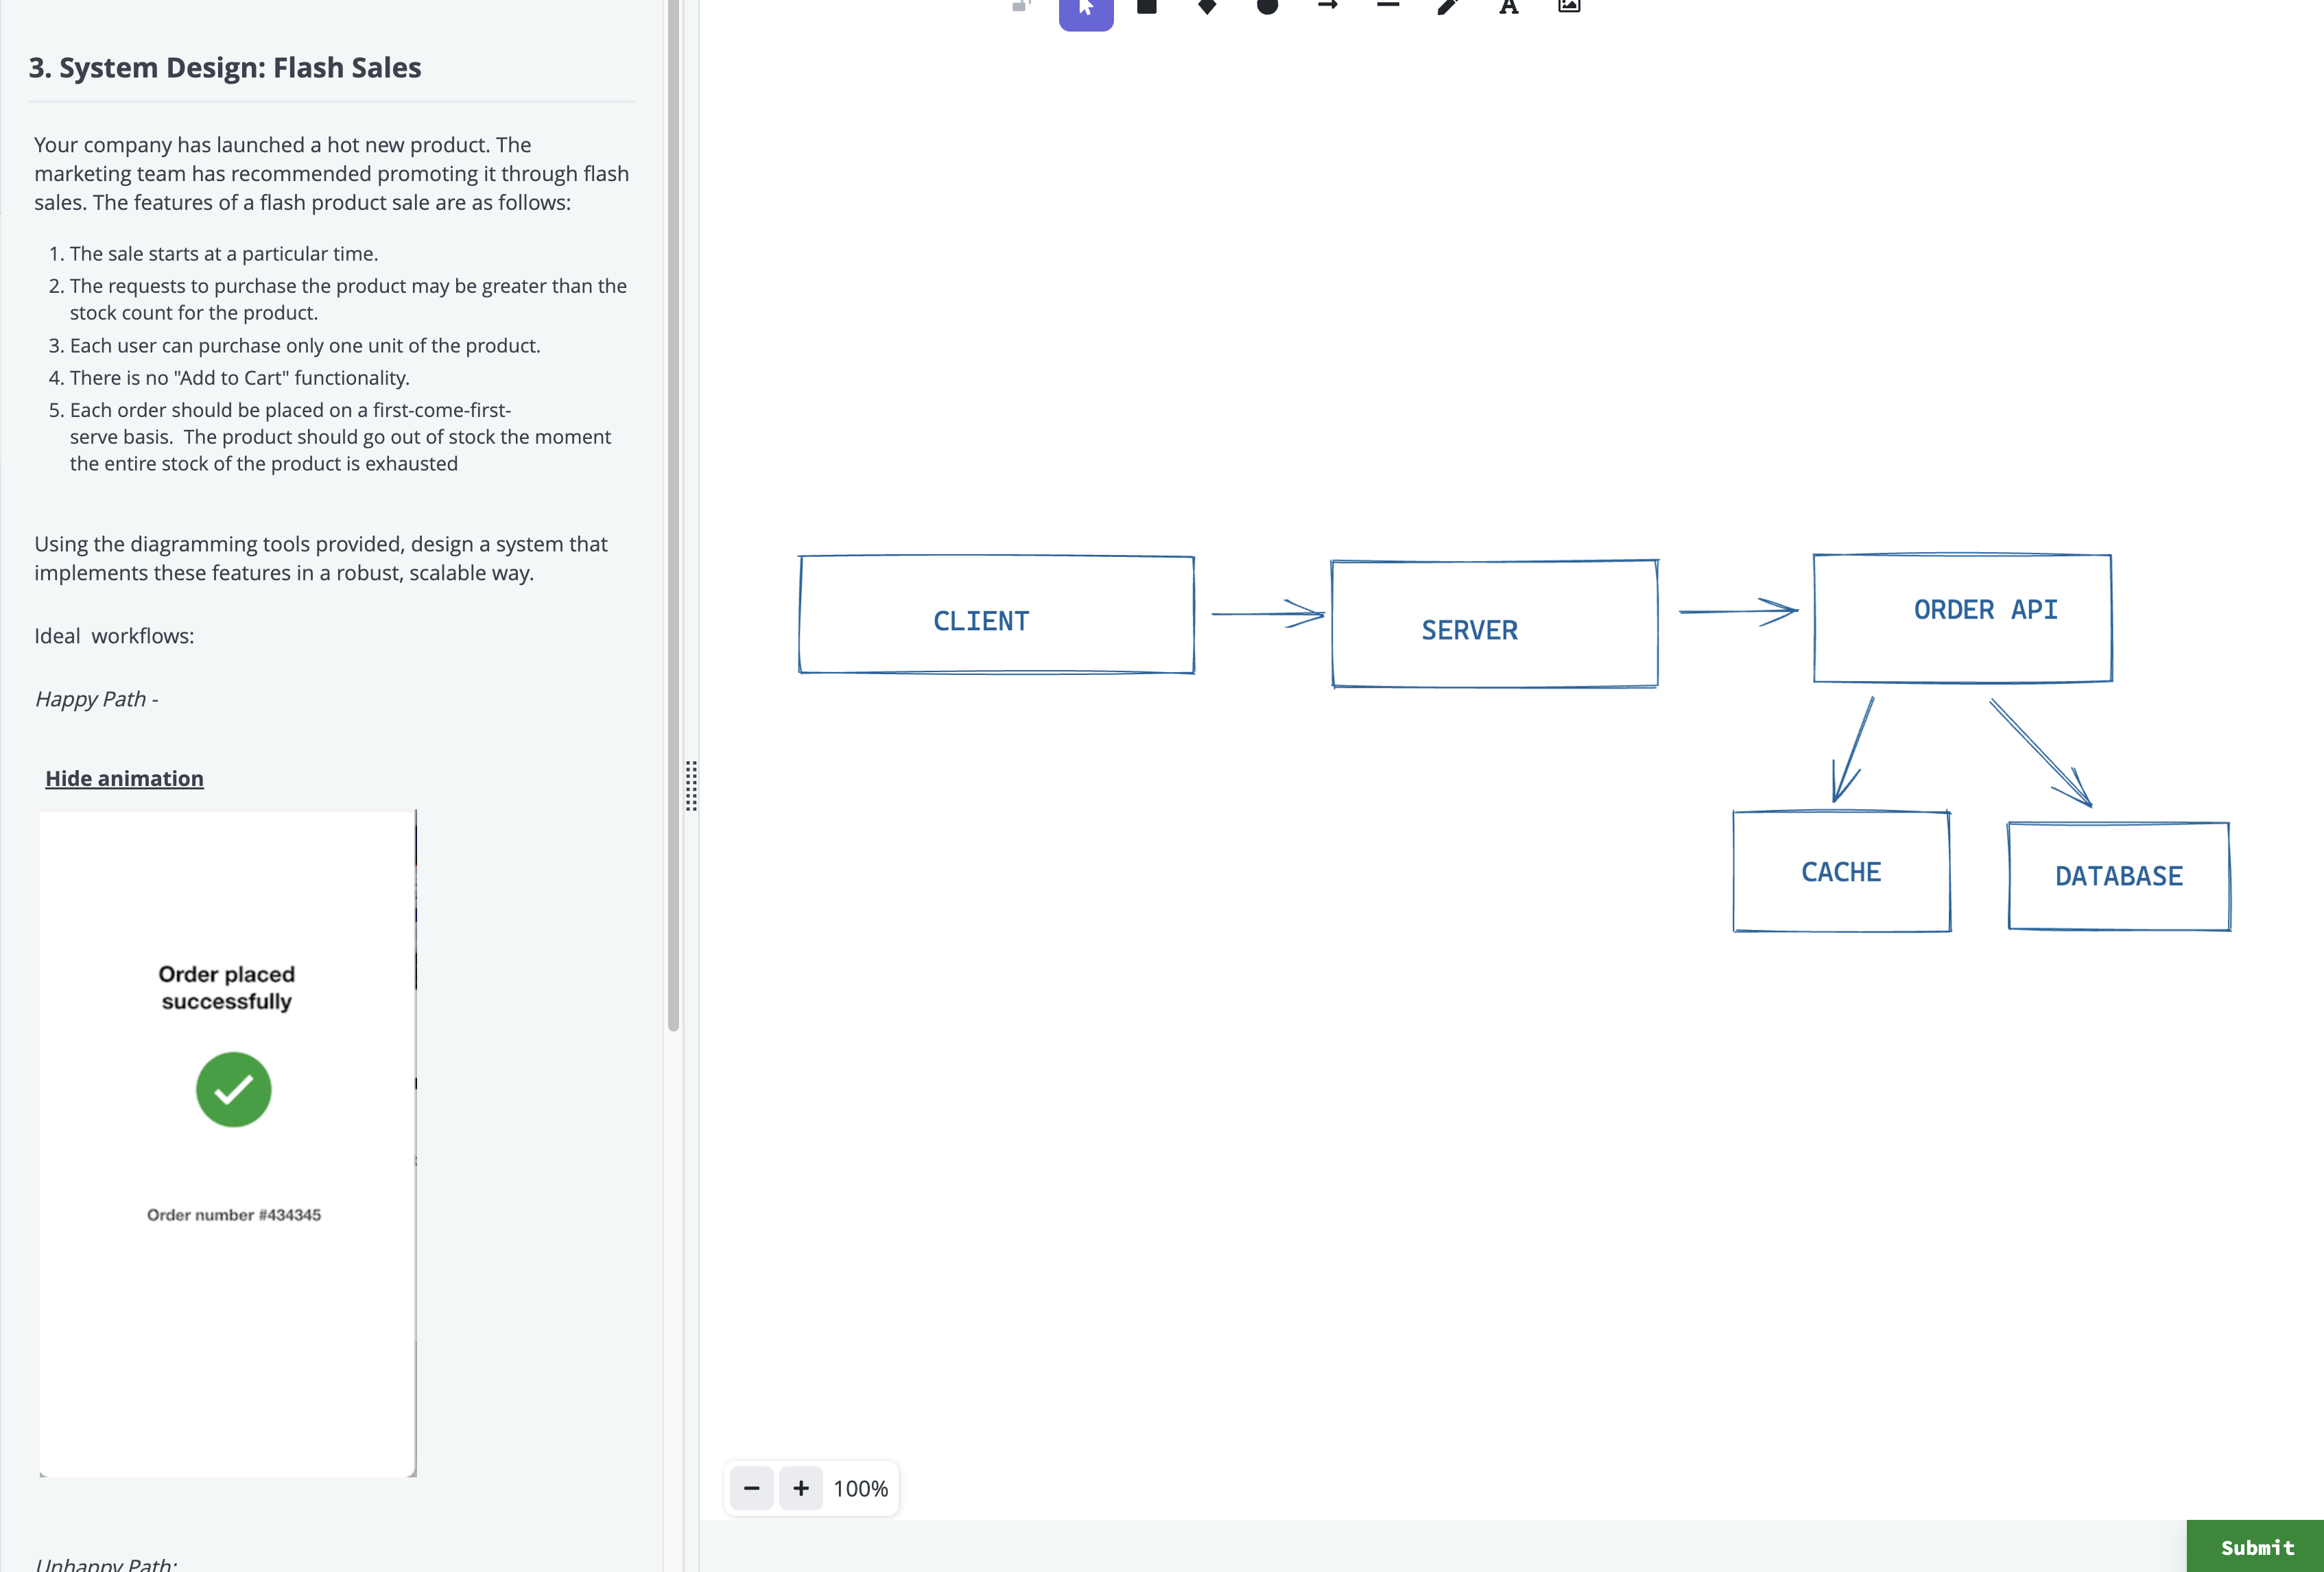 3. System Design: Flash Sales
Your company has launched a hot new product. The
marketing team has recommended promoting it through flash
sales. The features of a flash product sale are as follows:
1. The sale starts at a particular time.
2. The requests to purchase the product may be greater than the
stock count for the product.
3. Each user can purchase only one unit of the product.
4. There is no "Add to Cart" functionality.
5. Each order should be placed on a first-come-first-
serve basis.  The product should go out of stock the moment
the entire stock of the product is exhausted
Using the diagramming tools provided, design a system that
implements these features in a robust, scalable way.
Ideal  workflows:
Happy Path -
Hide animation
Order placed
successfully
Order number #434345
Unhappy Path:
A
CLIENT
SERVER
ORDER API
CACHE
DATABASE
100%
Submit